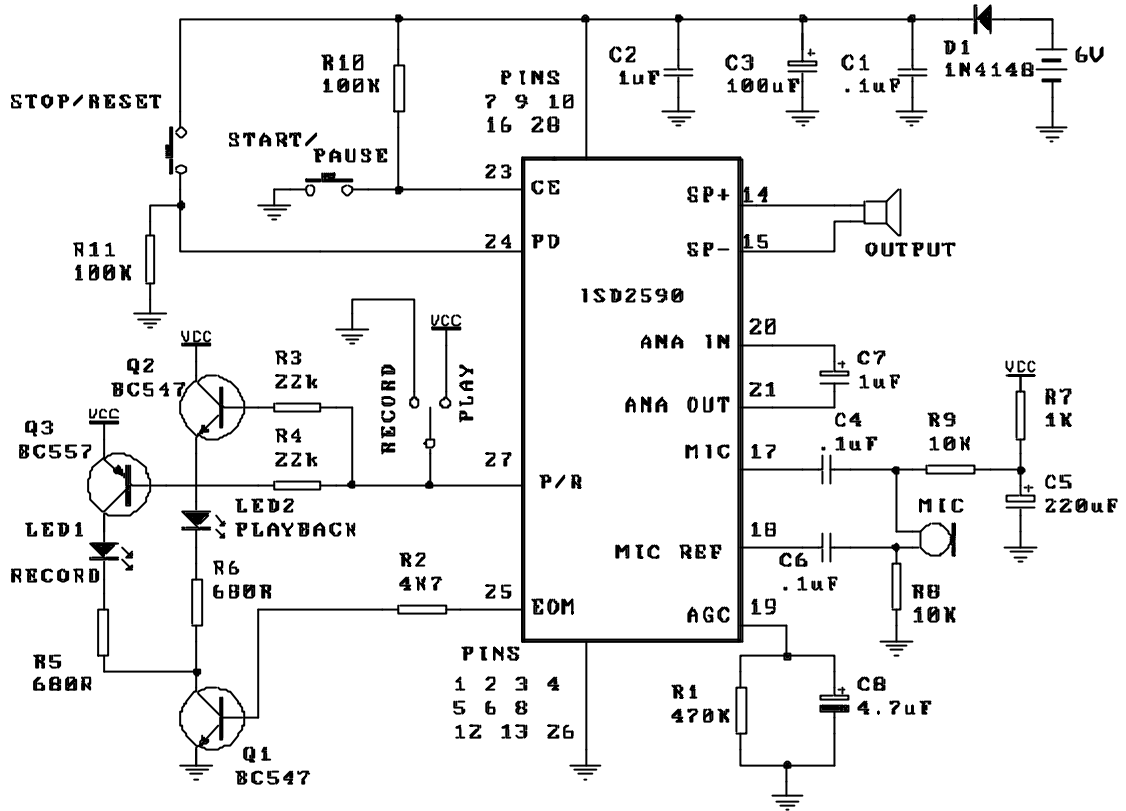 R10
100K
PINS
7 9 10
16 28
C2
1uF
C3
+
100uF
C1
.1uF
D1
1N4148
6V
STOP/RESET
START/
PAUSE
23
CE
SP+
14
R11
100K
24
PD
SP-
15
OUTPUT
ISD2590
VCC
VCC
20
ANA IN
Q2
BC547
R3
22k
RECORD
PLAY
+
C7
1uF
VCC
21
ANA OUT
R7
1K
VCC
Q3
BC557
R4
22k
C4
.1uF
R9
10K
27
P/R
MIC
17
+
C5
220uF
LED1
RECORD
LED2
PLAYBACK
MIC
18
MIC REF
R6
680R
R2
4K7
C6
.1uF
R8
10K
25
EOM
AGC
19
R5
680R
PINS
1 2 3 4
5 6 8
12 13 26
R1
470K
+
C8
4.7uF
Q1
BC547